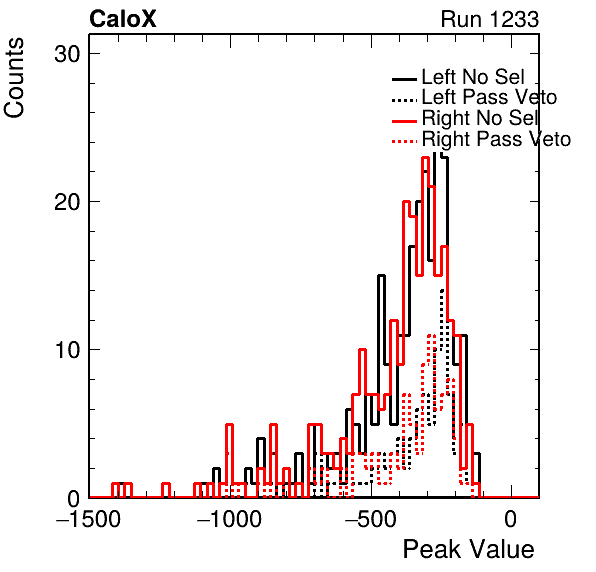 CaloX Run 1233
Counts
30
Left No Sel
Left Pass Veto
Right No Sel
Right Pass Veto
20
10
0
−1500 −1000 −500 0
Peak Value